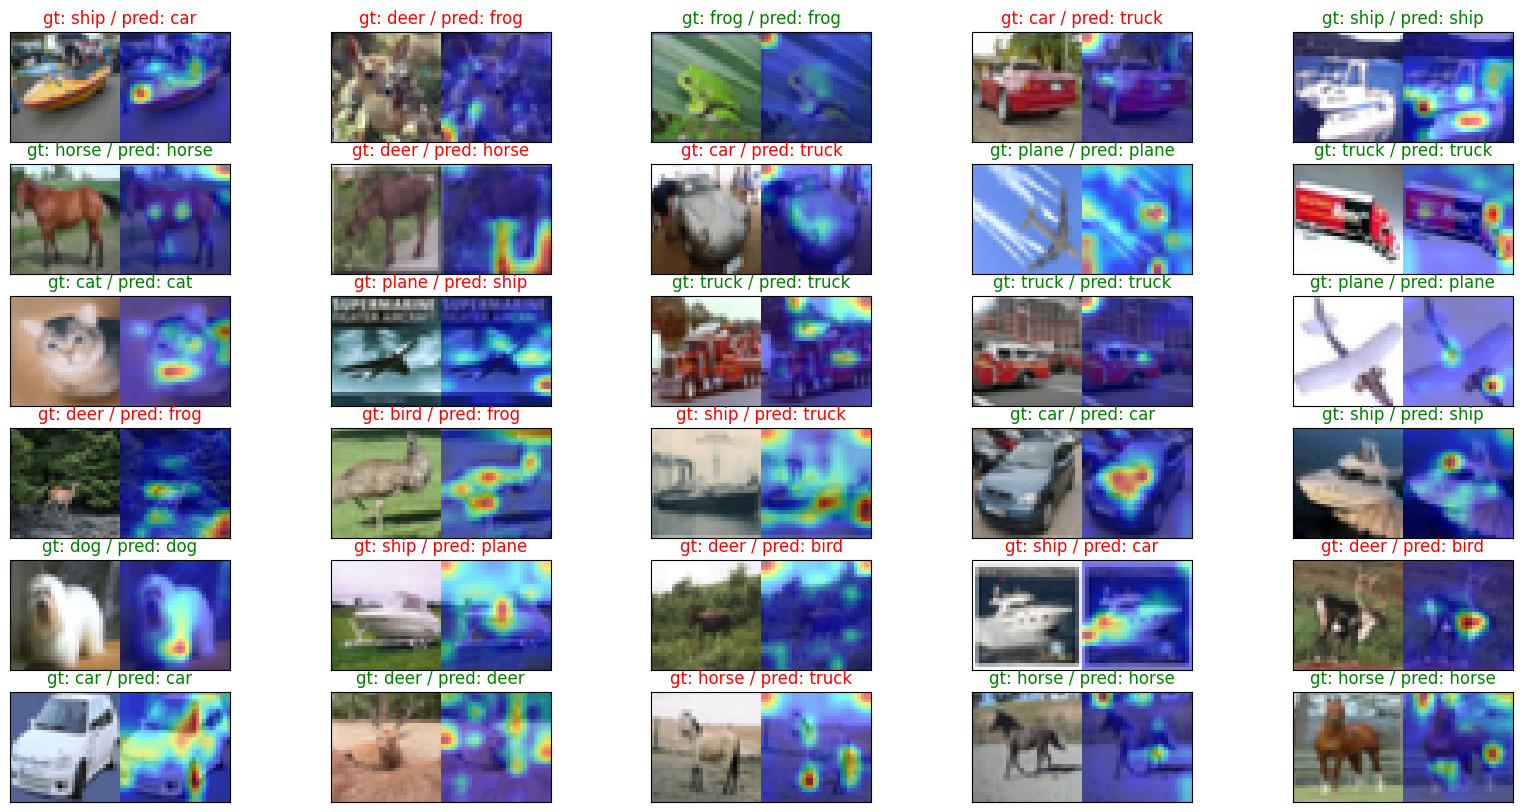 gt: ship / pred: car
gt: deer / pred: frog
gt: frog / pred: frog
gt: car / pred: truck
gt: ship / pred: ship
gt: horse / pred: horse
gt: deer / pred: horse
gt: car / pred: truck
gt: plane / pred: plane
gt: truck / pred: truck
gt: cat / pred: cat
gt: plane / pred: ship
SUPERMARINE
SUPERMARINE
gt: truck / pred: truck
gt: truck / pred: truck
gt: plane / pred: plane
gt: deer / pred: frog
gt: bird / pred: frog
gt: ship / pred: truck
gt: car / pred: car
gt: ship / pred: ship
gt: dog / pred: dog
gt: ship / pred: plane
gt: deer / pred: bird
gt: ship / pred: car
gt: deer / pred: bird
gt: car / pred: car
gt: deer / pred: deer
gt: horse / pred: truck
gt: horse / pred: horse
gt: horse / pred: horse